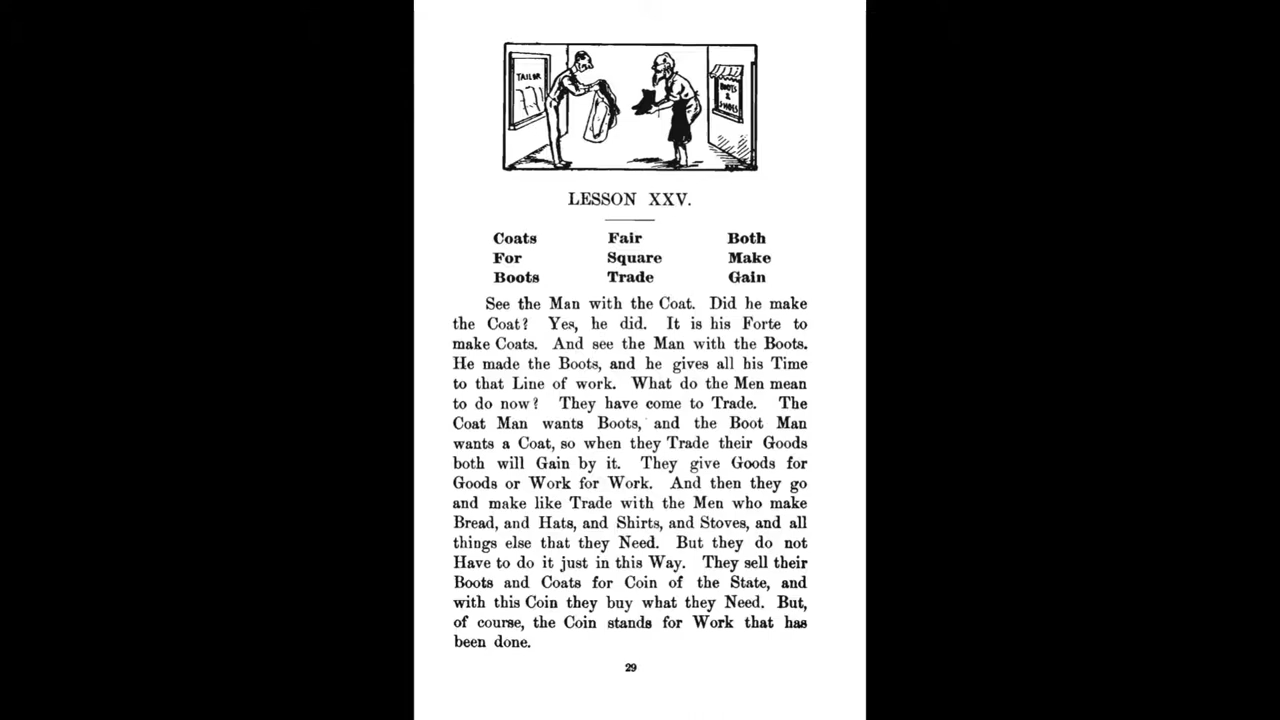 TAILOR
BOOTS
&
SHOES
LESSON XXV.
Coats Fair Both
For Square Make
Boots Trade Gain
See the Man with the Coat. Did he make
the Coat? Yes, he did. It is his Forte to
make Coats. And see the Man with the Boots.
He made the Boots, and he gives all his Time
to that Line of work. What do the Men mean
to do now? They have come to Trade. The
Coat Man wants Boots, and the Boot Man
wants a Coat, so when they Trade their Goods
both will Gain by it. They give Goods for
Goods or Work for Work. And then they go
and make like Trade with the Men who make
Bread, and Hats, and Shirts, and Stoves, and all
things else that they Need. But they do not
Have to do it just in this Way. They sell their
Boots and Coats for Coin of the State, and
with this Coin they buy what they Need. But,
of course, the Coin stands for Work that has
been done.
29